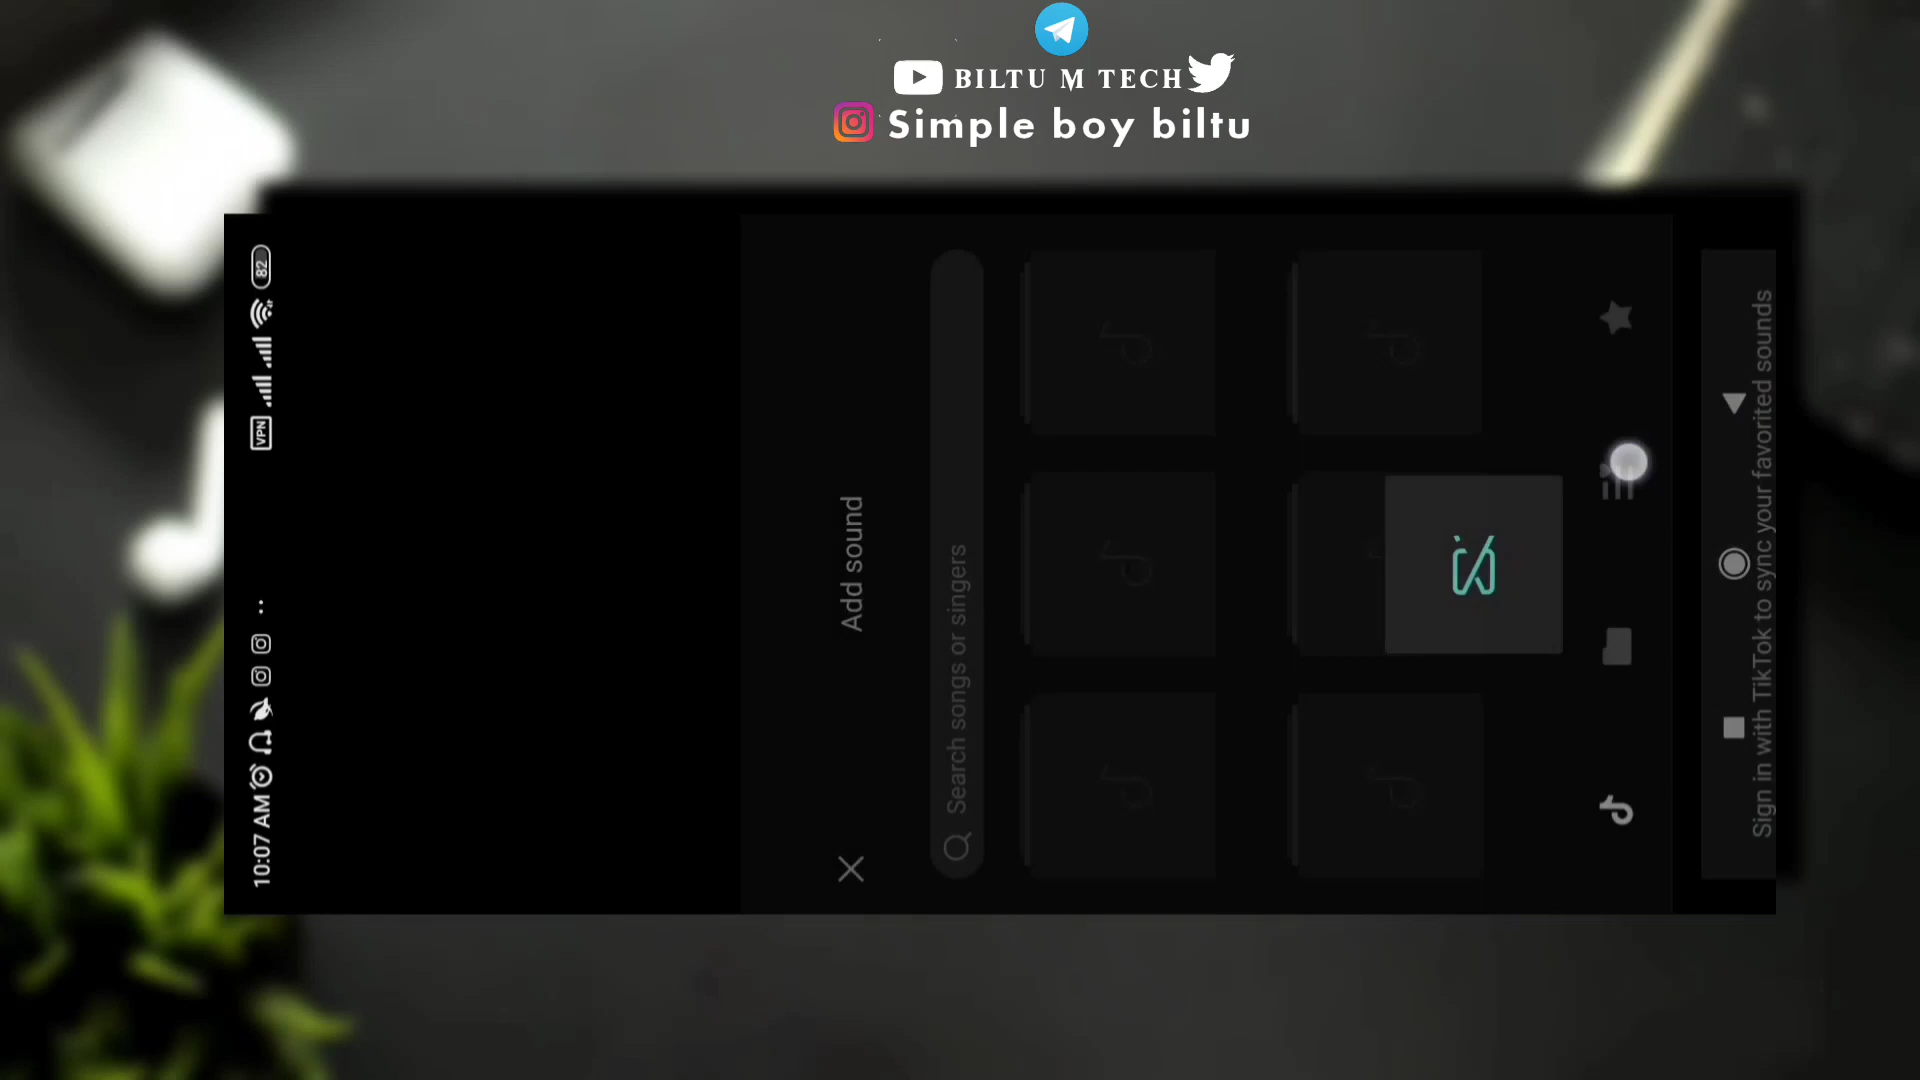 BILTU M TECH
Simple boy biltu
10:07 AM
VPN
82
Add sound
Search songs or singers
Sign in with TikTok to sync your favorited sounds